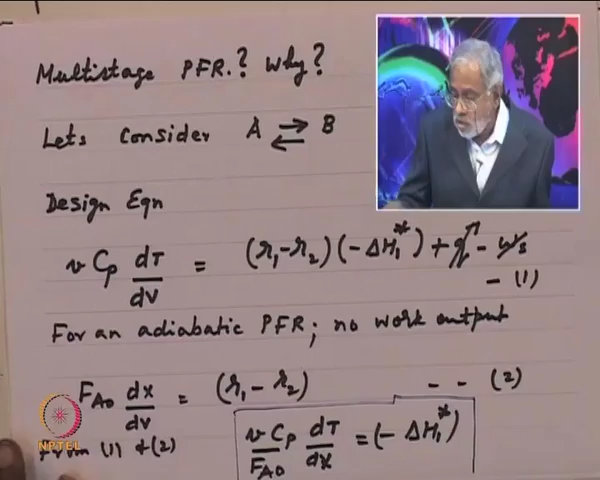 Multistage PFR.? Why?
Lets Consider A ⇌ B
Design Eqn
v Cp dT/dV = (r₁-r₂)(-ΔH₁*) + q - Ws
- (1)
For an adiabatic PFR; no work output
FA0 dx/dV = (r₁-r₂) - - (2)
From (1) & (2)
v Cp/FA0 dT/dx = (-ΔH₁*)
NPTEL